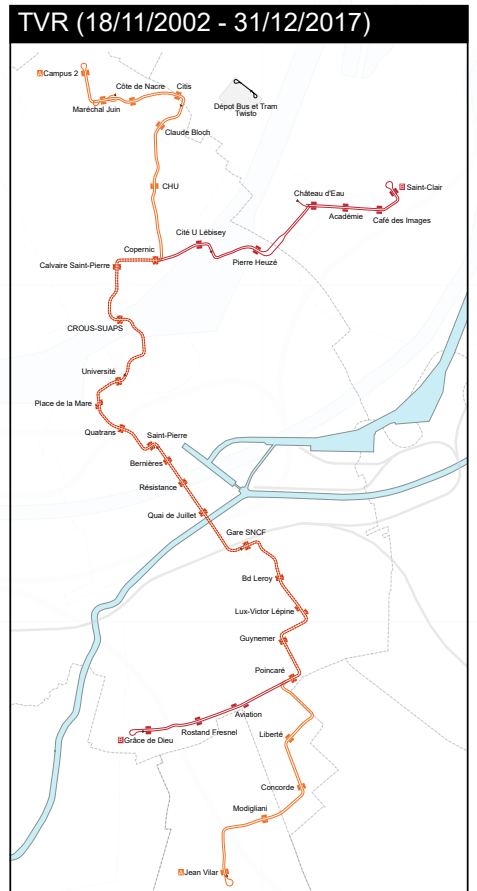 TVR (18/11/2002 - 31/12/2017)
A Campus 2
Côte de Nacre
Citis
Maréchal Juin
Dépot Bus et Tram
Twisto
Claude Bloch
CHU
Château d'Eau
B Saint-Clair
Académie
Café des Images
Cité U Lébisey
Copernic
Pierre Heuzé
Calvaire Saint-Pierre
CROUS-SUAPS
Université
Place de la Mare
Quatrans
Saint-Pierre
Bernières
Résistance
Quai de Juillet
Gare SNCF
Bd Leroy
Lux-Victor Lépine
Guynemer
Poincaré
Aviation
Rostand Fresnel
B Grâce de Dieu
Liberté
Concorde
Modigliani
A Jean Vilar